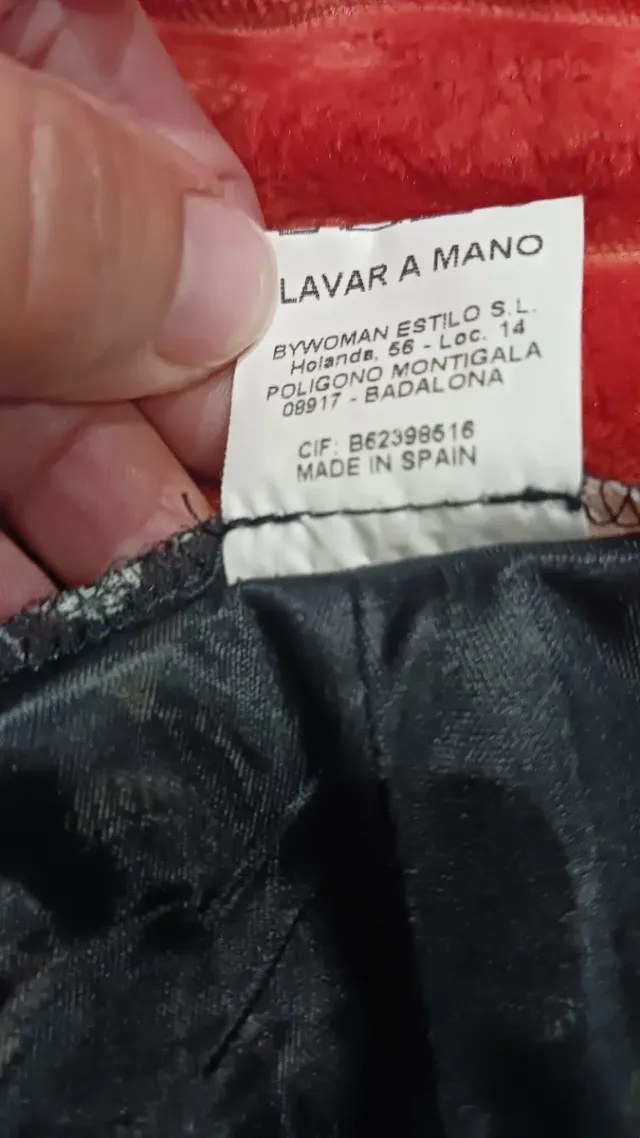 LAVAR A MANO
BYWOMAN ESTILO S.L.
Holanda, 56 - Loc. 14
POLIGONO MONTIGALA
08917 - BADALONA
CIF: B62398516
MADE IN SPAIN